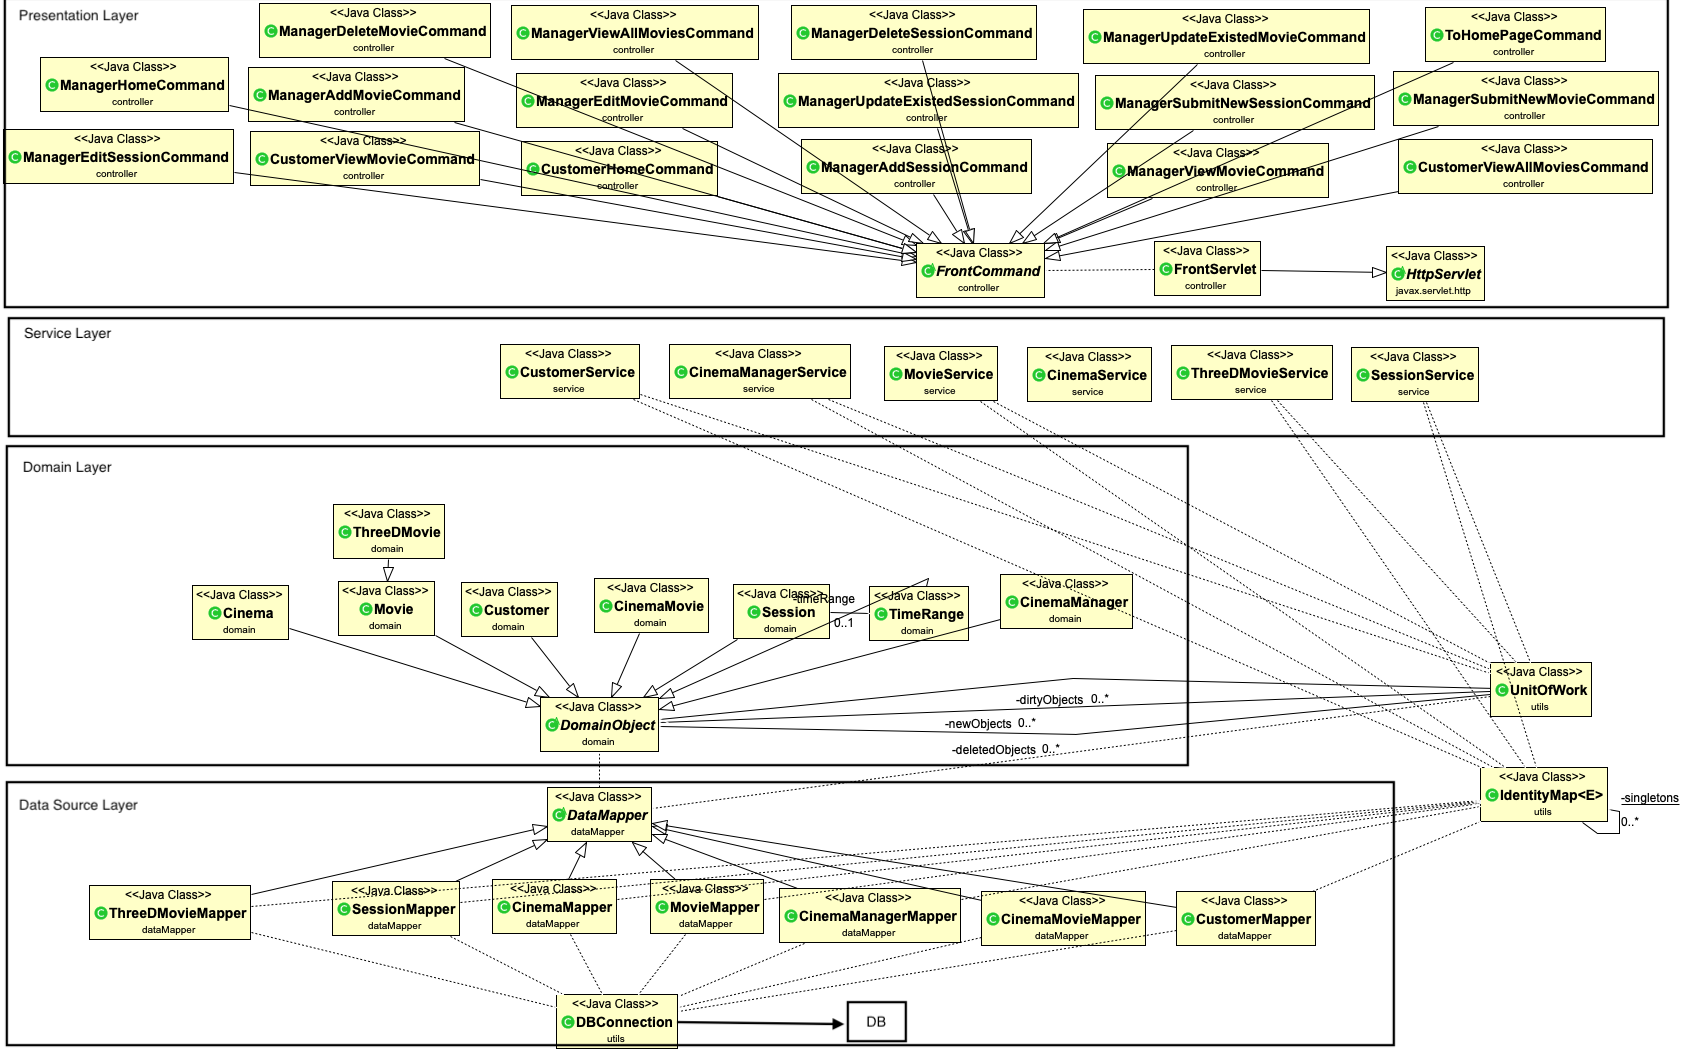 Presentation Layer
<<Java Class>>
ManagerDeleteMovieCommand
controller
<<Java Class>>
ManagerViewAllMoviesCommand
controller
<<Java Class>>
ManagerDeleteSessionCommand
controller
<<Java Class>>
ManagerUpdateExistedMovieCommand
controller
<<Java Class>>
ToHomePageCommand
controller
<<Java Class>>
ManagerHomeCommand
controller
<<Java Class>>
ManagerAddMovieCommand
controller
<<Java Class>>
ManagerEditMovieCommand
controller
<<Java Class>>
ManagerUpdateExistedSessionCommand
controller
<<Java Class>>
ManagerSubmitNewSessionCommand
controller
<<Java Class>>
ManagerSubmitNewMovieCommand
controller
<<Java Class>>
ManagerEditSessionCommand
controller
<<Java Class>>
CustomerViewMovieCommand
controller
<<Java Class>>
CustomerHomeCommand
controller
<<Java Class>>
ManagerAddSessionCommand
controller
<<Java Class>>
ManagerViewMovieCommand
controller
<<Java Class>>
CustomerViewAllMoviesCommand
controller
<<Java Class>>
FrontCommand
controller
<<Java Class>>
FrontServlet
controller
<<Java Class>>
HttpServlet
javax.servlet.http
Service Layer
<<Java Class>>
CustomerService
service
<<Java Class>>
CinemaManagerService
service
<<Java Class>>
MovieService
service
<<Java Class>>
CinemaService
service
<<Java Class>>
ThreeDMovieService
service
<<Java Class>>
SessionService
service
Domain Layer
<<Java Class>>
ThreeDMovie
domain
<<Java Class>>
Cinema
domain
<<Java Class>>
Movie
domain
<<Java Class>>
Customer
domain
<<Java Class>>
CinemaMovie
domain
<<Java Class>>
Session
domain
-timeRange
0..1
<<Java Class>>
TimeRange
domain
<<Java Class>>
CinemaManager
domain
<<Java Class>>
DomainObject
domain
-dirtyObjects 0..*
-newObjects 0..*
-deletedObjects 0..*
<<Java Class>>
UnitOfWork
utils
<<Java Class>>
IdentityMap<E>
utils
-singletons
0..*
Data Source Layer
<<Java Class>>
DataMapper
dataMapper
<<Java Class>>
ThreeDMovieMapper
dataMapper
<<Java Class>>
SessionMapper
dataMapper
<<Java Class>>
CinemaMapper
dataMapper
<<Java Class>>
MovieMapper
dataMapper
<<Java Class>>
CinemaManagerMapper
dataMapper
<<Java Class>>
CinemaMovieMapper
dataMapper
<<Java Class>>
CustomerMapper
dataMapper
<<Java Class>>
DBConnection
utils
DB